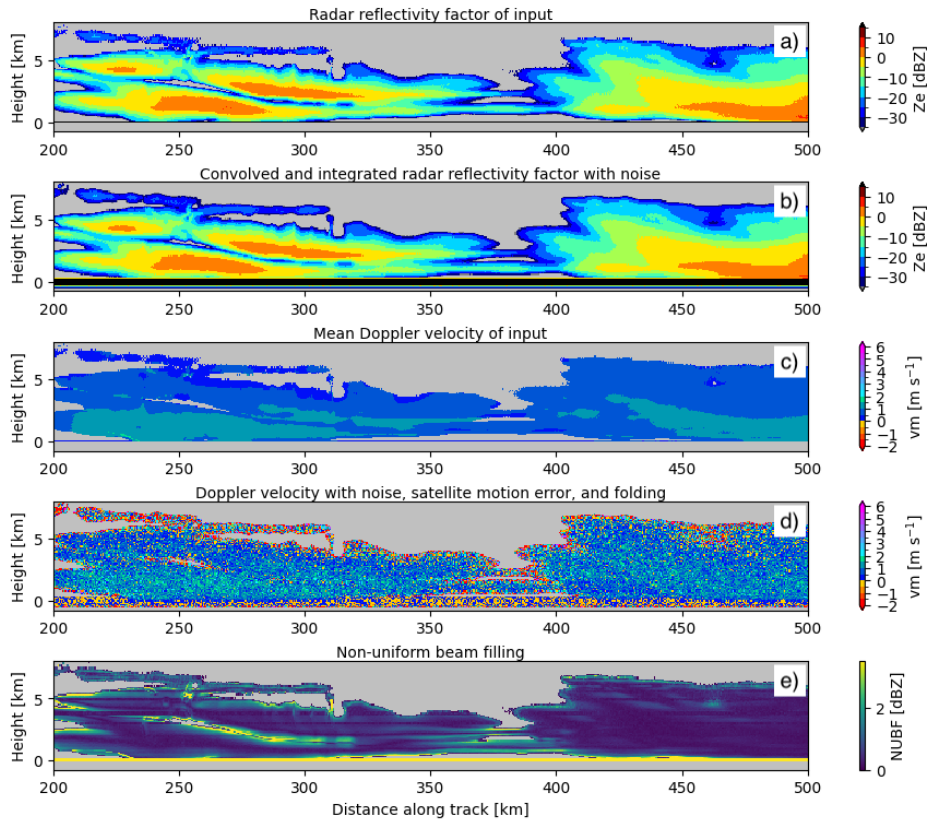 Radar reflectivity factor of input
a)
Height [km]
5
0
200 250 300 350 400 450 500
10
0
−10
−20
−30
Ze [dBZ]
Convolved and integrated radar reflectivity factor with noise
b)
Height [km]
5
0
200 250 300 350 400 450 500
10
0
−10
−20
−30
Ze [dBZ]
Mean Doppler velocity of input
c)
Height [km]
5
0
200 250 300 350 400 450 500
6
5
4
3
2
1
0
−1
−2
vm [m s⁻¹]
Doppler velocity with noise, satellite motion error, and folding
d)
Height [km]
5
0
200 250 300 350 400 450 500
6
5
4
3
2
1
0
−1
−2
vm [m s⁻¹]
Non-uniform beam filling
e)
Height [km]
5
0
200 250 300 350 400 450 500
2
0
NUBF [dBZ]
Distance along track [km]